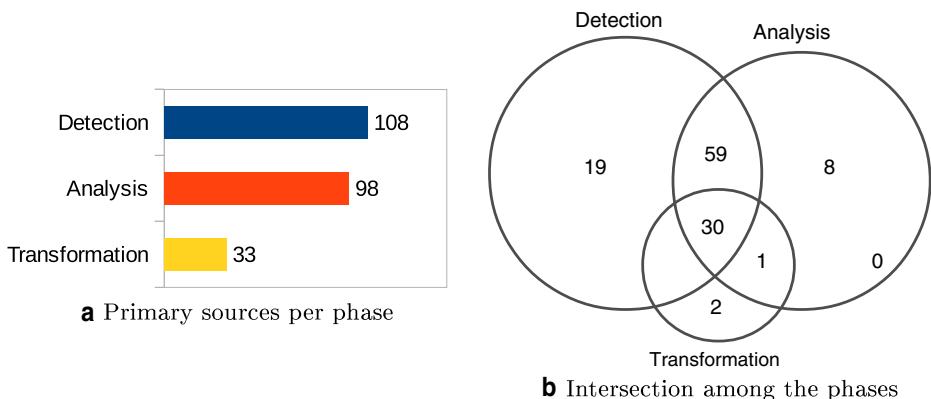 Detection 108
Analysis 98
Transformation 33
a Primary sources per phase
Detection
Analysis
19 59 8
30
1 0
2
Transformation
b Intersection among the phases